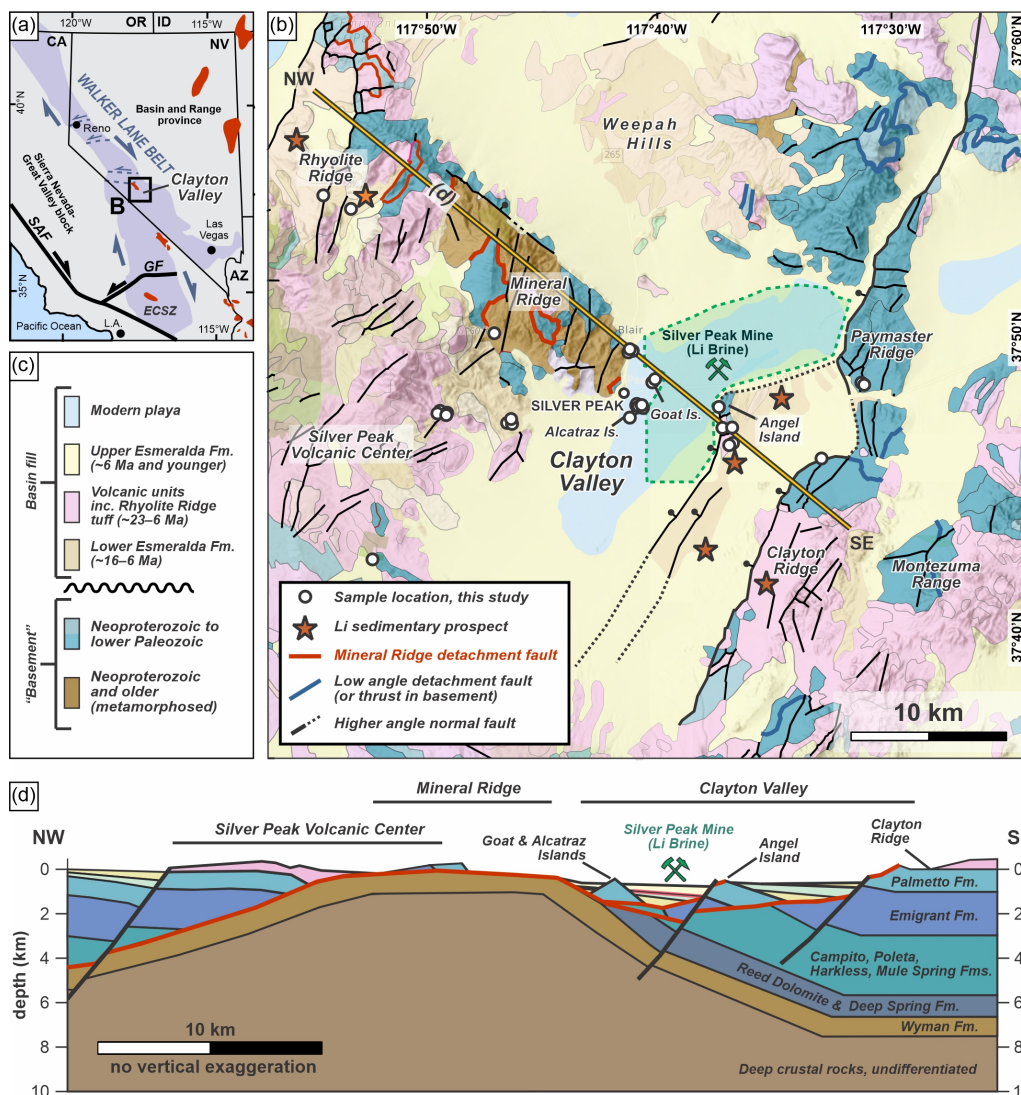 (a)
120°W
OR
ID
115°W
CA
NV
40°N
WALKER LANE BELT
Basin and Range
province
Reno
Sierra Nevada-
Great Valley block
Clayton
Valley
B
Las
Vegas
SAF
GF
AZ
35°N
ECSZ
Pacific Ocean
L.A.
115°W
(b)
117°50'W
117°40'W
117°30'W
37°60'N
NW
Weepah
Hills
265
Rhyolite
Ridge
(d)
Mineral
Ridge
Blair
Silver Peak Mine
(Li Brine)
Paymaster
Ridge
37°50'N
SILVER PEAK
Goat Is.
Angel
Island
Alcatraz Is.
Silver Peak
Volcanic Center
Clayton
Valley
SE
Clayton
Ridge
Montezuma
Range
37°40'N
Sample location, this study
Li sedimentary prospect
Mineral Ridge detachment fault
Low angle detachment fault
(or thrust in basement)
Higher angle normal fault
10 km
(c)
Basin fill
Modern playa
Upper Esmeralda Fm.
(~6 Ma and younger)
Volcanic units
inc. Rhyolite Ridge
tuff (~23–6 Ma)
Lower Esmeralda Fm.
(~16–6 Ma)
"Basement"
Neoproterozoic to
lower Paleozoic
Neoproterozoic
and older
(metamorphosed)
(d)
Mineral Ridge
Clayton Valley
NW
Silver Peak Volcanic Center
Goat & Alcatraz
Islands
Silver Peak Mine
(Li Brine)
Angel
Island
Clayton
Ridge
S
0
2
4
6
8
10
depth (km)
Palmetto Fm.
Emigrant Fm.
Campito, Poleta,
Harkless, Mule Spring Fms.
Reed Dolomite & Deep Spring Fm.
Wyman Fm.
Deep crustal rocks, undifferentiated
10 km
no vertical exaggeration
0
2
4
6
8
1